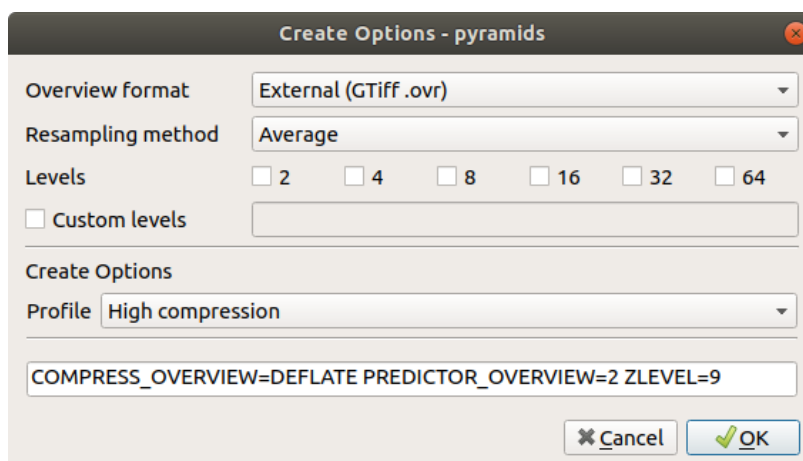 Create Options - pyramids
Overview format External (GTiff .ovr)
Resampling method Average
Levels 2 4 8 16 32 64
Custom levels
Create Options
Profile High compression
COMPRESS_OVERVIEW=DEFLATE PREDICTOR_OVERVIEW=2 ZLEVEL=9
Cancel OK